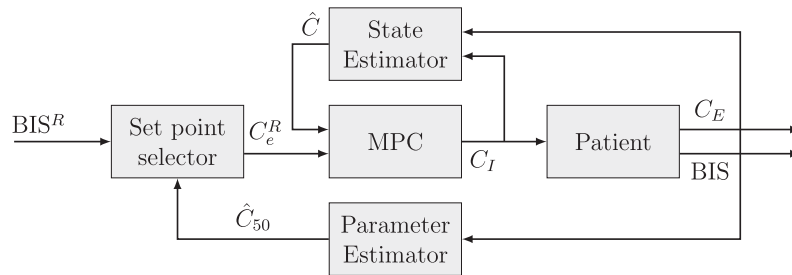 Ĉ
State
Estimator
BIS^R
Set point
selector
C_e^R
MPC
C_I
Patient
C_E
BIS
Ĉ_50
Parameter
Estimator